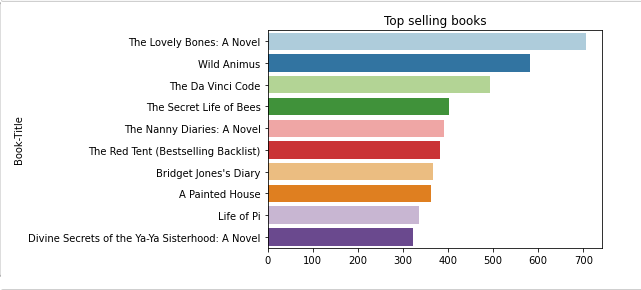 Top selling books
The Lovely Bones: A Novel
Wild Animus
The Da Vinci Code
The Secret Life of Bees
The Nanny Diaries: A Novel
The Red Tent (Bestselling Backlist)
Bridget Jones's Diary
A Painted House
Life of Pi
Divine Secrets of the Ya-Ya Sisterhood: A Novel
Book-Title
0 100 200 300 400 500 600 700